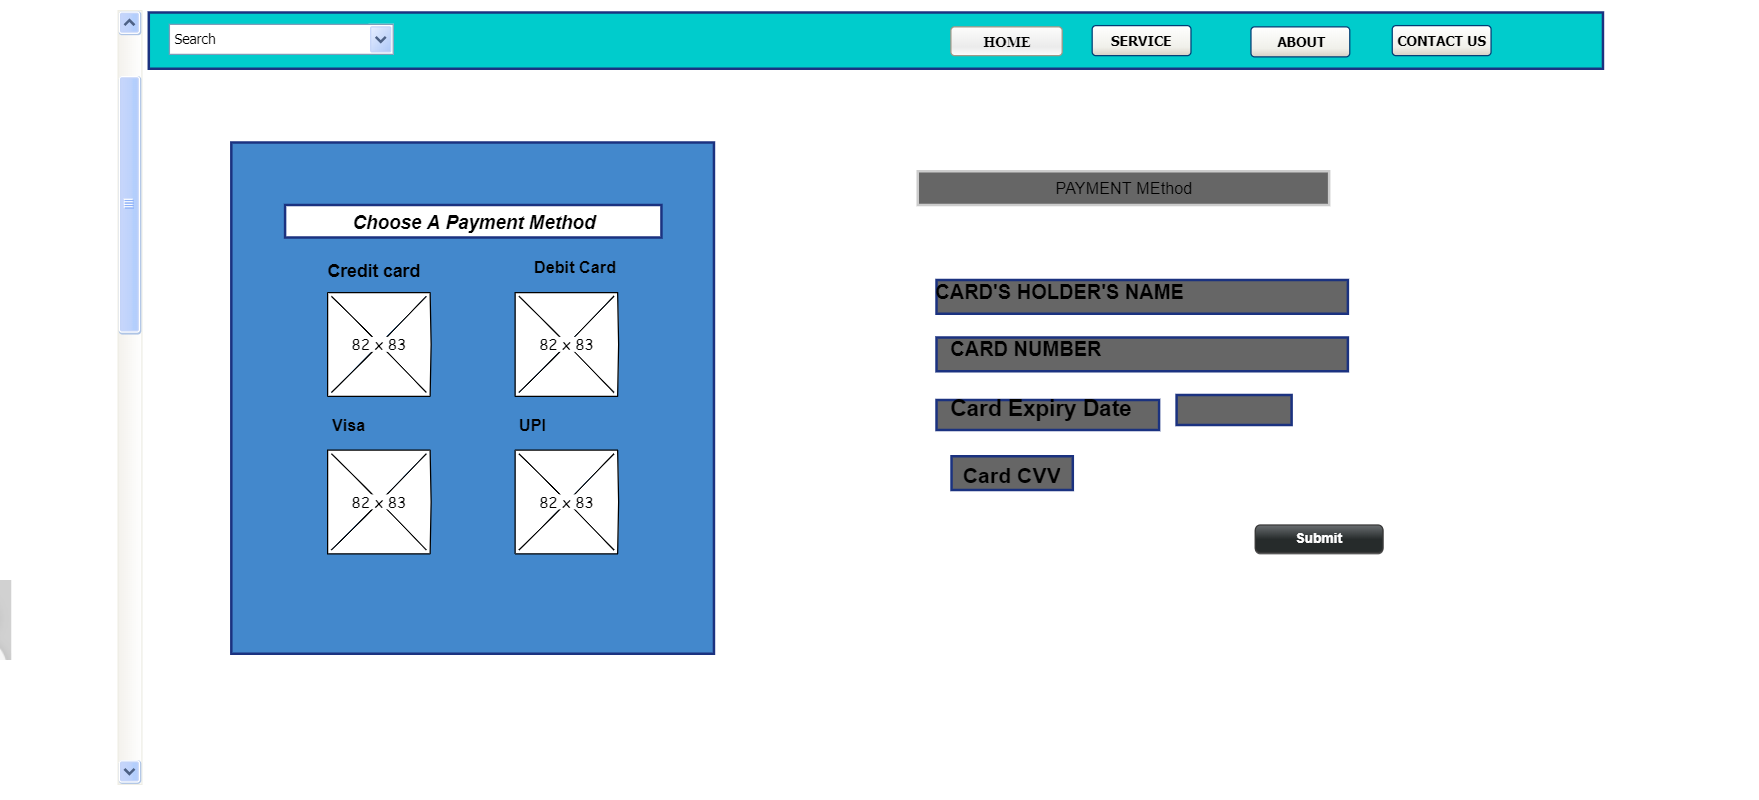 Search
HOME
SERVICE
ABOUT
CONTACT US
Choose A Payment Method
Credit card
Debit Card
82 x 83
82 x 83
Visa
UPI
82 x 83
82 x 83
PAYMENT MEthod
CARD'S HOLDER'S NAME
CARD NUMBER
Card Expiry Date
Card CVV
Submit